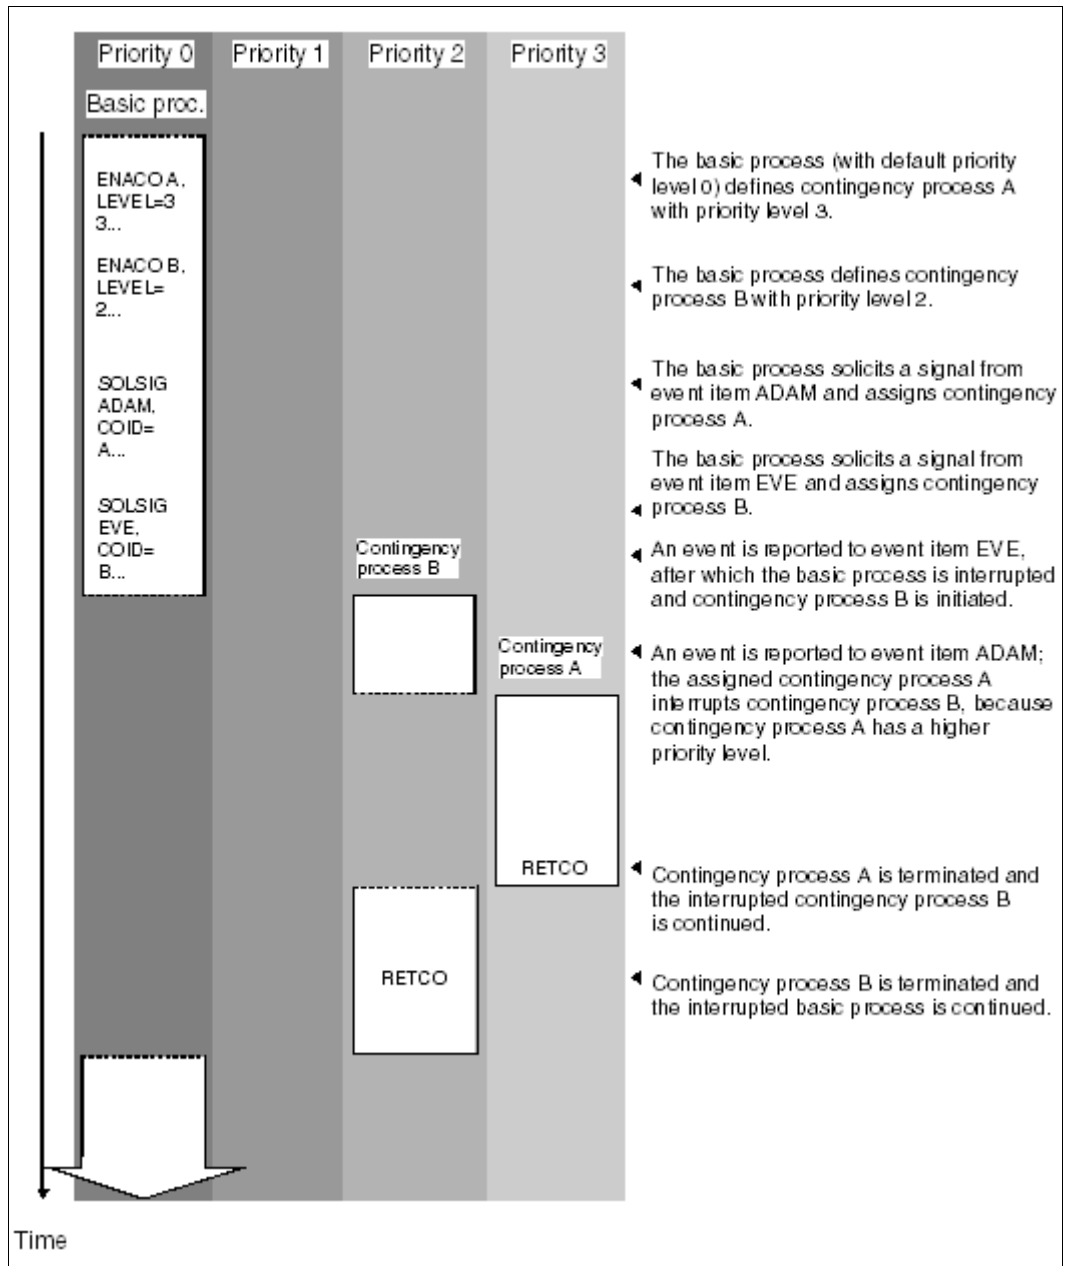 Priority 0 Priority 1 Priority 2 Priority 3
Basic proc.
ENACO A,
LEVEL=3
3...
ENACO B,
LEVEL=
2...
SOLSIG
ADAM,
COID=
A...
SOLSIG
EVE,
COID=
B...
Contingency
process B
Contingency
process A
RETCO
RETCO
The basic process (with default priority
level 0) defines contingency process A
with priority level 3.
The basic process defines contingency
process B with priority level 2.
The basic process solicits a signal from
event item ADAM and assigns contingency
process A.
The basic process solicits a signal from
event item EVE and assigns contingency
process B.
An event is reported to event item EVE,
after which the basic process is interrupted
and contingency process B is initiated.
An event is reported to event item ADAM;
the assigned contingency process A
interrupts contingency process B, because
contingency process A has a higher
priority level.
Contingency process A is terminated and
the interrupted contingency process B
is continued.
Contingency process B is terminated and
the interrupted basic process is continued.
Time